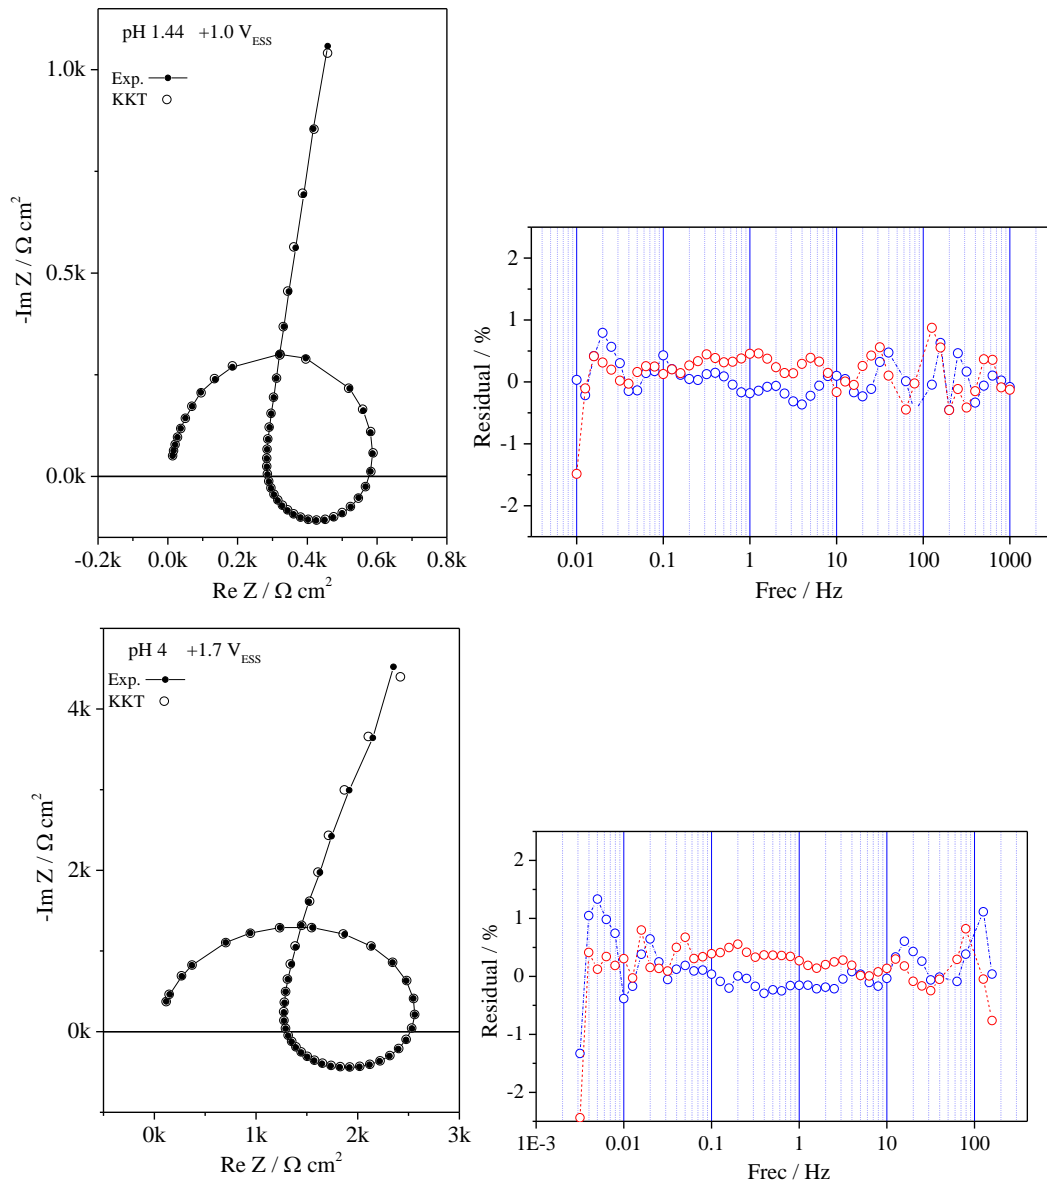 pH 1.44 +1.0 V_ESS
Exp.
KKT
1.0k
0.5k
0.0k
-Im Z / Ω cm²
-0.2k 0.0k 0.2k 0.4k 0.6k 0.8k
Re Z / Ω cm²
2
1
0
-1
-2
Residual / %
0.01 0.1 1 10 100 1000
Frec / Hz
pH 4 +1.7 V_ESS
Exp.
KKT
4k
2k
0k
-Im Z / Ω cm²
0k 1k 2k 3k
Re Z / Ω cm²
2
1
0
-1
-2
Residual / %
1E-3 0.01 0.1 1 10 100
Frec / Hz